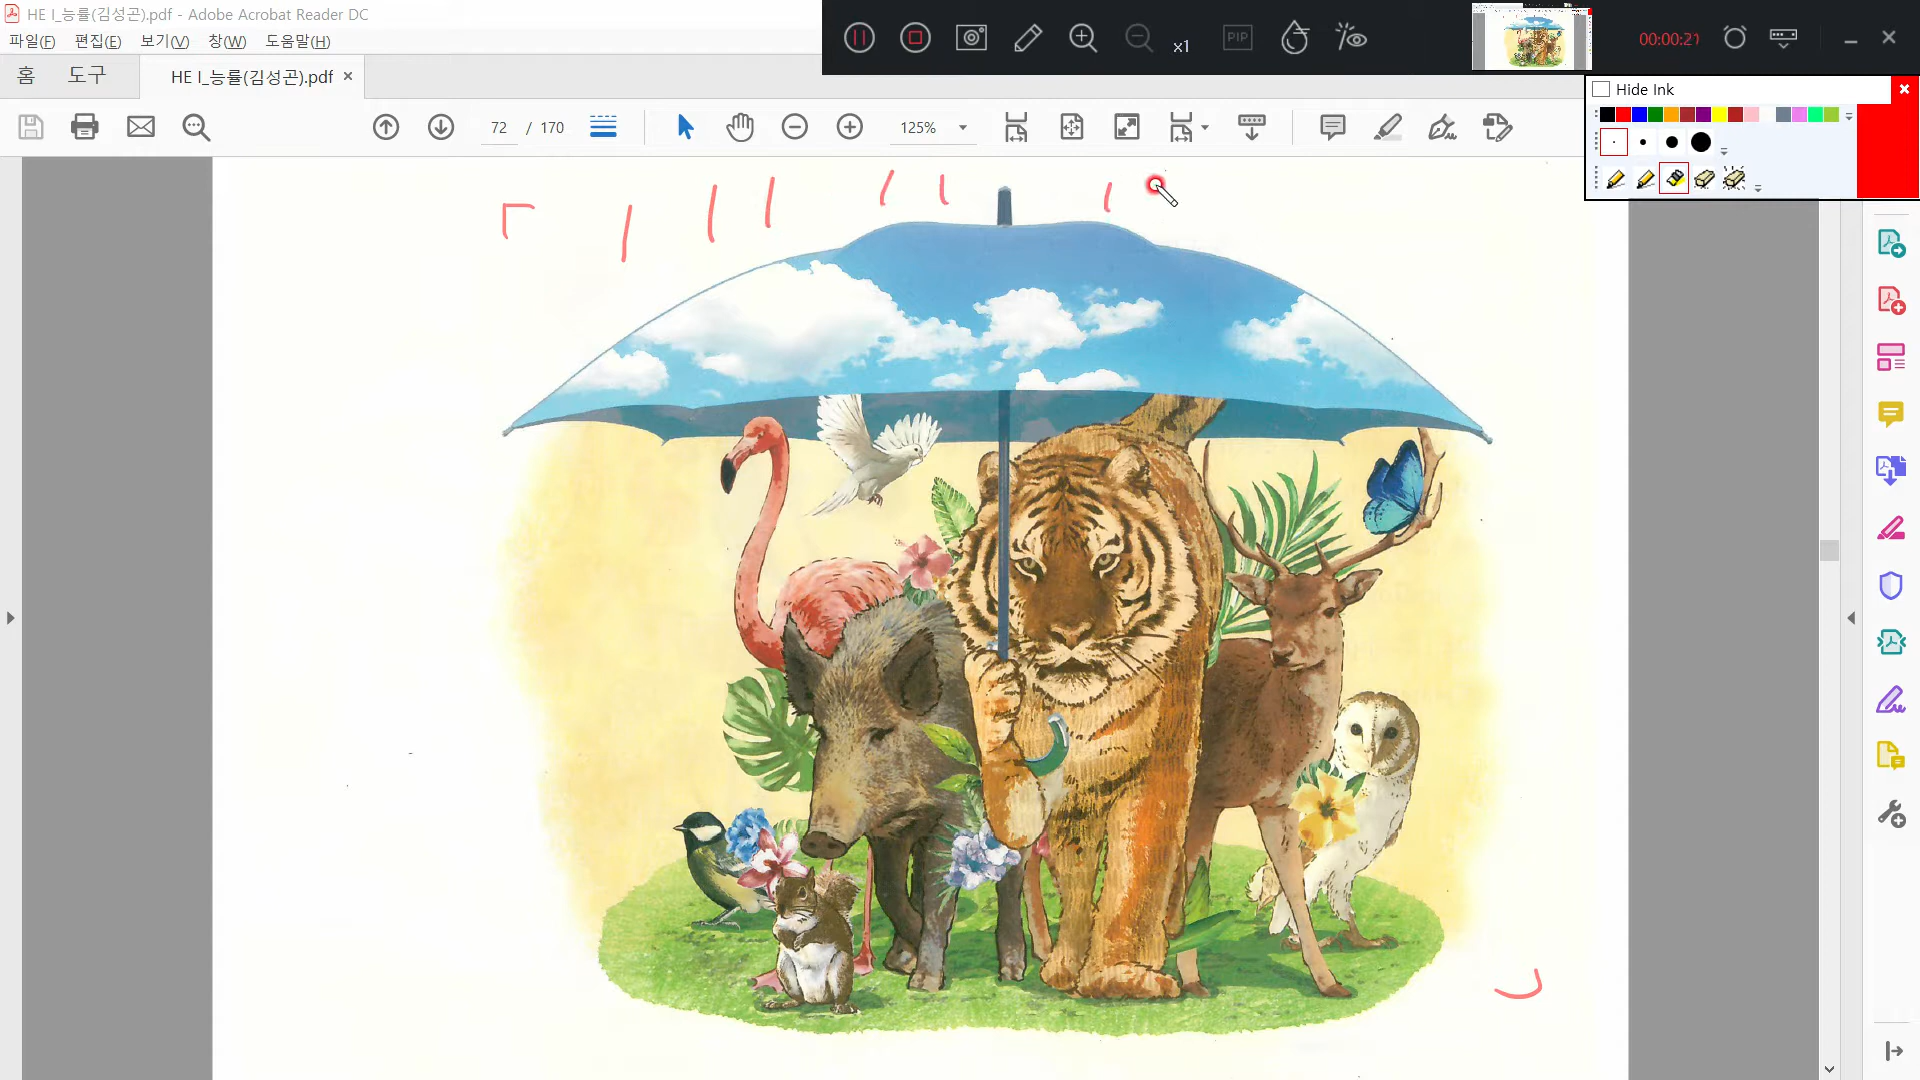 HE I_능률(김성곤).pdf - Adobe Acrobat Reader DC
파일(F) 편집(E) 보기(V) 창(W) 도움말(H)
x1
PIP
00:00:21
Hide Ink
홈 도구 HE I_능률(김성곤).pdf
72 / 170 125%